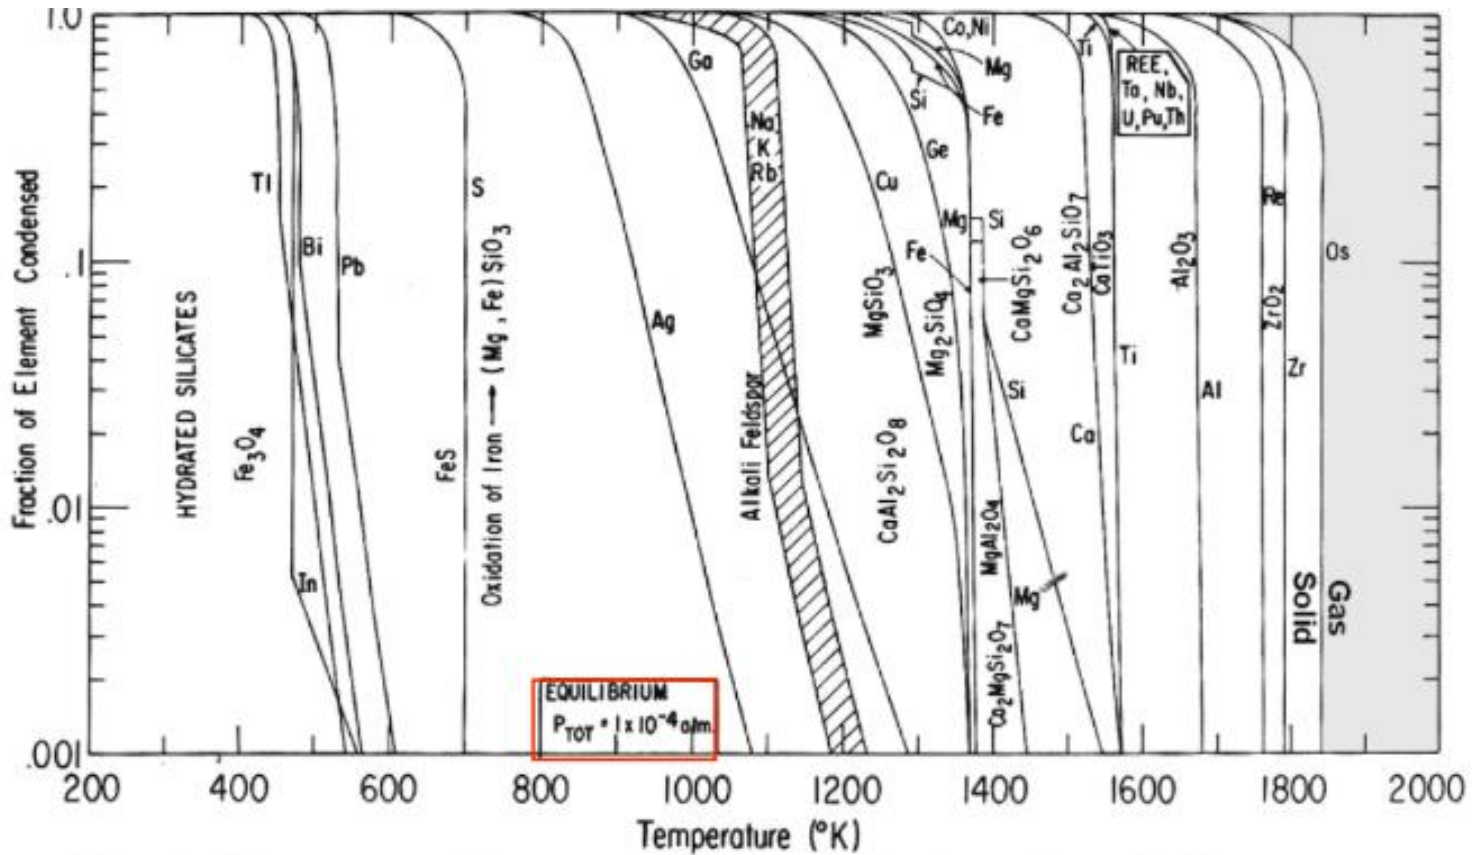 Fraction of Element Condensed
1.0
.1
.01
.001
200
400
600
800
1000
1200
1400
1600
1800
2000
Temperature (°K)
HYDRATED SILICATES
Fe3O4
Tl
Bi
Pb
In
FeS
S
Oxidation of Iron → (Mg, Fe) SiO3
Ag
EQUILIBRIUM
PTOT = 1 x 10-4 atm.
Ga
Na
K
Rb
Alkali Feldspar
Cu
CaAl2Si2O8
MgSiO3
Ge
Mg2SiO4
Si
Co,Ni
Mg
Fe
Mg
Si
Fe
CaMgSi2O6
Si
MgAl2O4
Mg
Ca2MgSi2O7
Ti
Ca2Al2SiO7
CaTiO3
Ca
Ti
REE,
Ta, Nb,
U,Pu,Th
Al2O3
Al
Re
ZrO2
Zr
Os
Solid
Gas